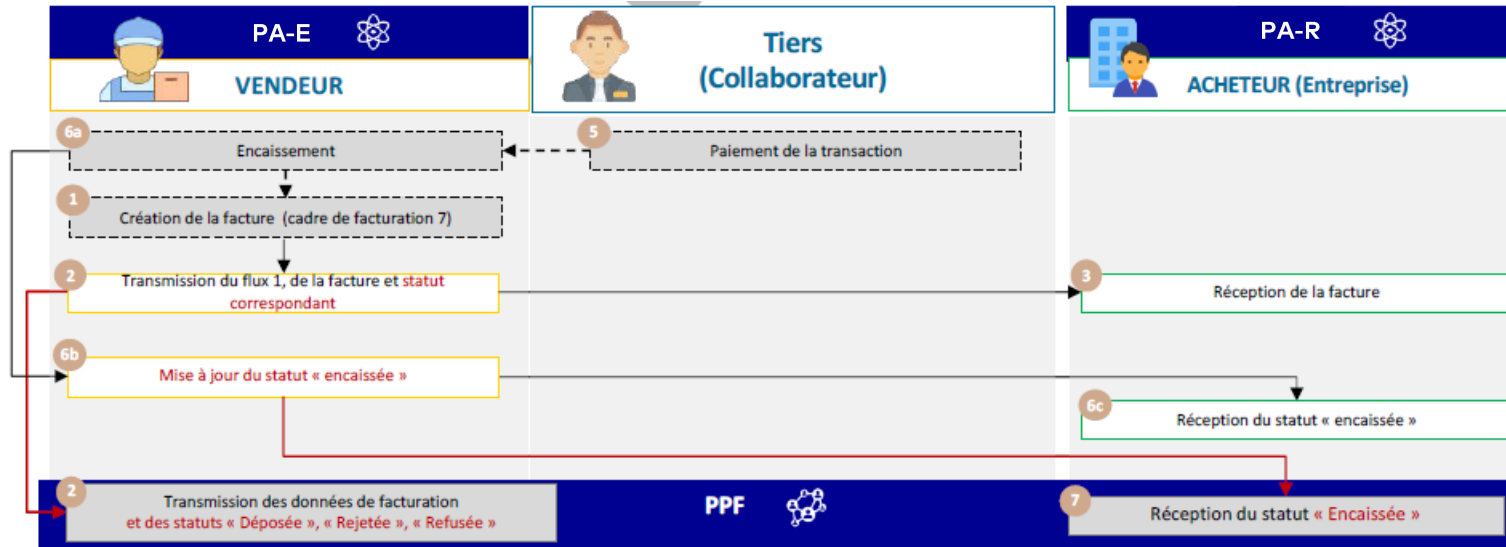 PA-E
VENDEUR
Tiers
(Collaborateur)
PA-R
ACHETEUR (Entreprise)
6a
Encaissement
5
Paiement de la transaction
1
Création de la facture (cadre de facturation 7)
2
Transmission du flux 1, de la facture et statut
correspondant
3
Réception de la facture
6b
Mise à jour du statut « encaissée »
6c
Réception du statut « encaissée »
2
Transmission des données de facturation
et des statuts « Déposée », « Rejetée », « Refusée »
PPF
7
Réception du statut « Encaissée »